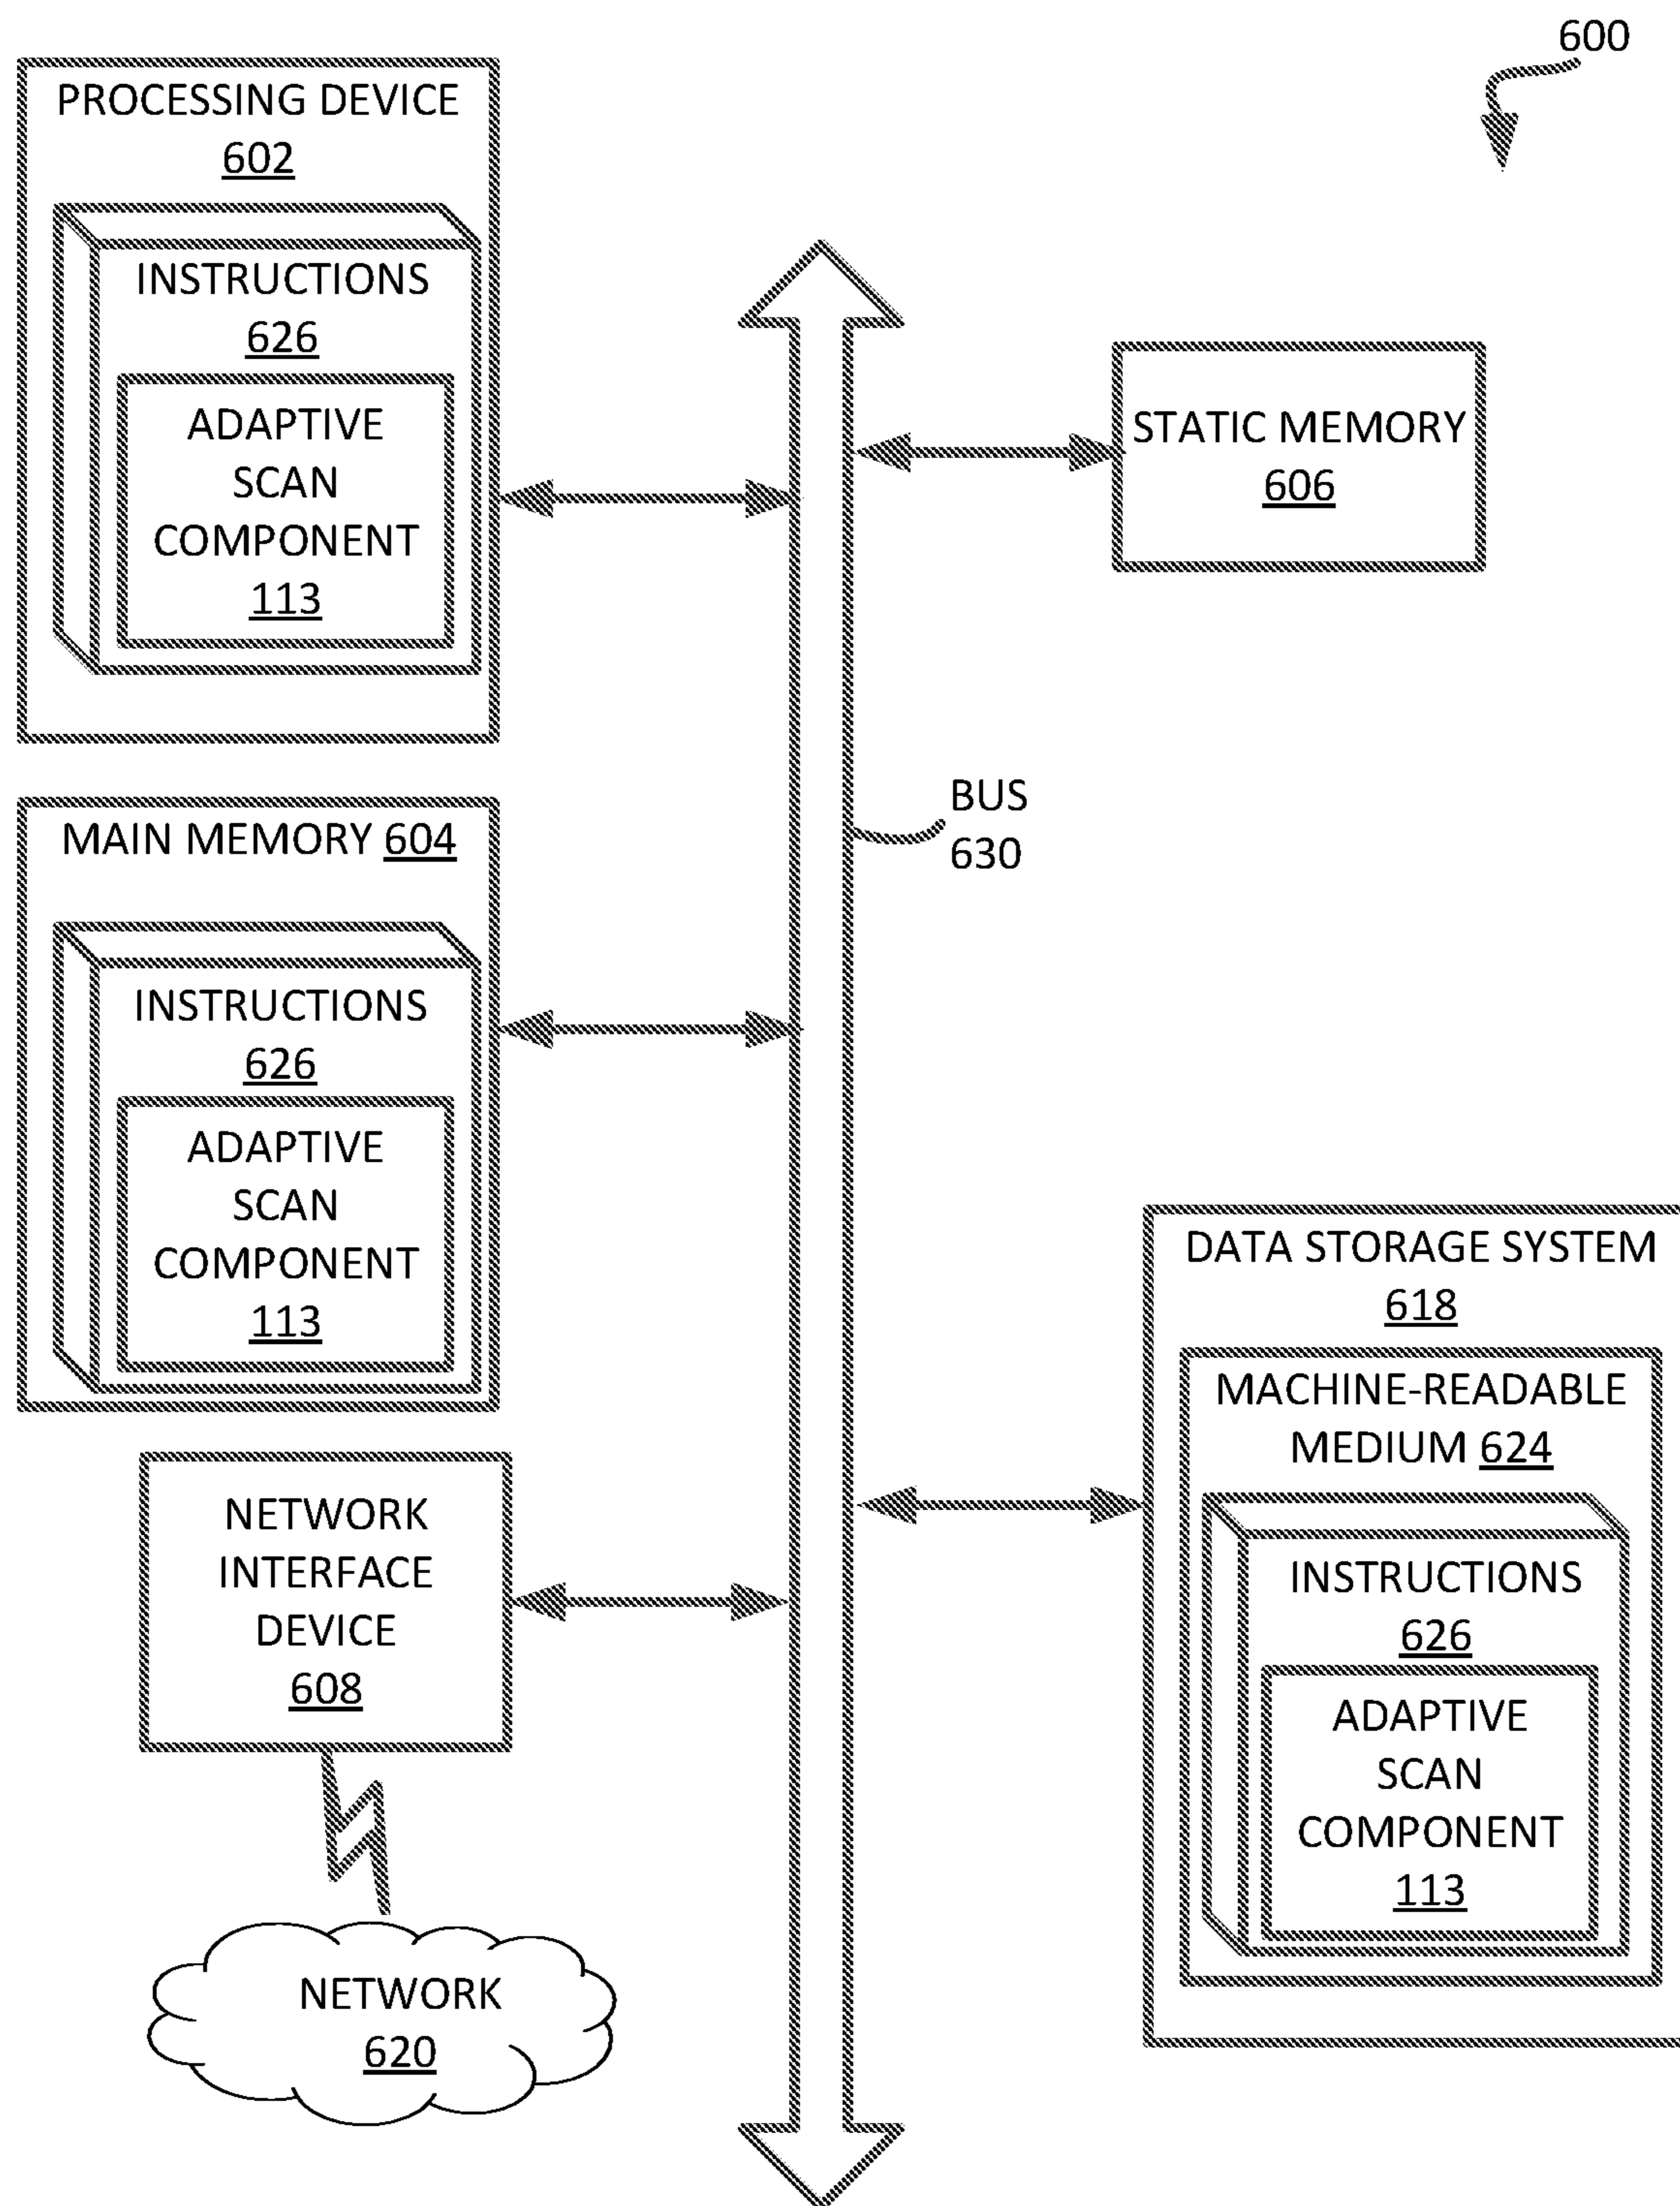 600
PROCESSING DEVICE
602
INSTRUCTIONS
626
ADAPTIVE
SCAN
COMPONENT
113
STATIC MEMORY
606
BUS
630
MAIN MEMORY 604
INSTRUCTIONS
626
ADAPTIVE
SCAN
COMPONENT
113
DATA STORAGE SYSTEM
618
MACHINE-READABLE
MEDIUM 624
INSTRUCTIONS
626
ADAPTIVE
SCAN
COMPONENT
113
NETWORK
INTERFACE
DEVICE
608
NETWORK
620